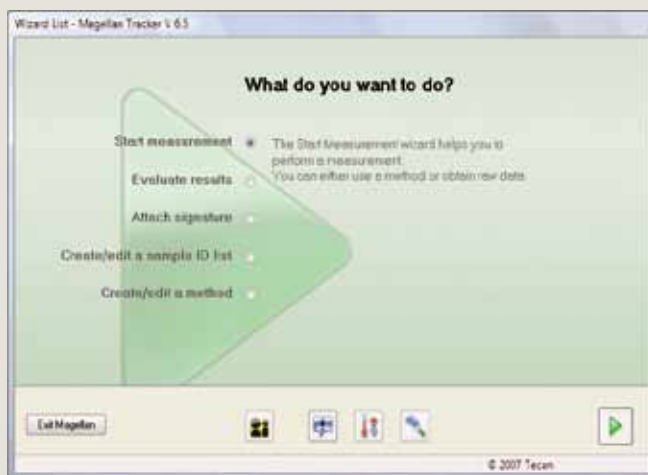 Wizard List - Magellan Tracker V 6.5
What do you want to do?
Start measurement
The Start Measurement wizard helps you to
perform a measurement.
You can either use a method or obtain raw data.
Evaluate results
Attach signature
Create/edit a sample ID list
Create/edit a method
Exit Magellan
© 2007 Tecan